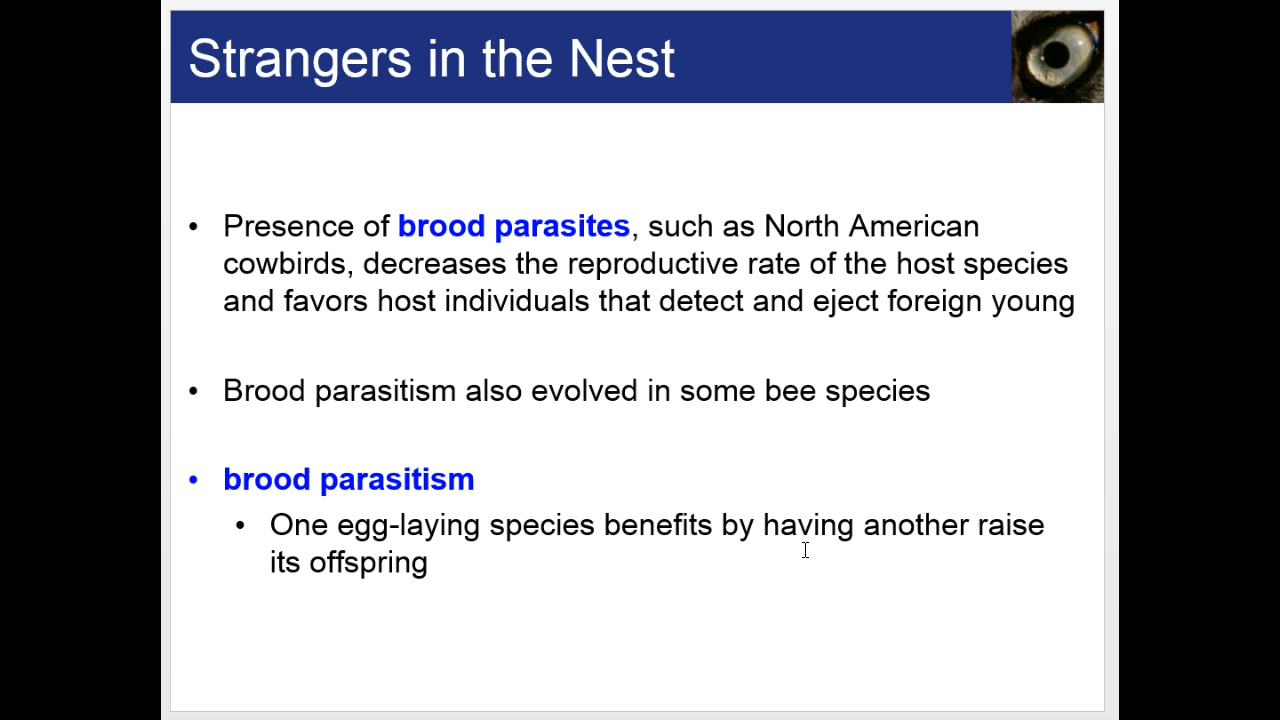 Strangers in the Nest
• Presence of brood parasites, such as North American
cowbirds, decreases the reproductive rate of the host species
and favors host individuals that detect and eject foreign young
• Brood parasitism also evolved in some bee species
• brood parasitism
• One egg-laying species benefits by having another raise
its offspring